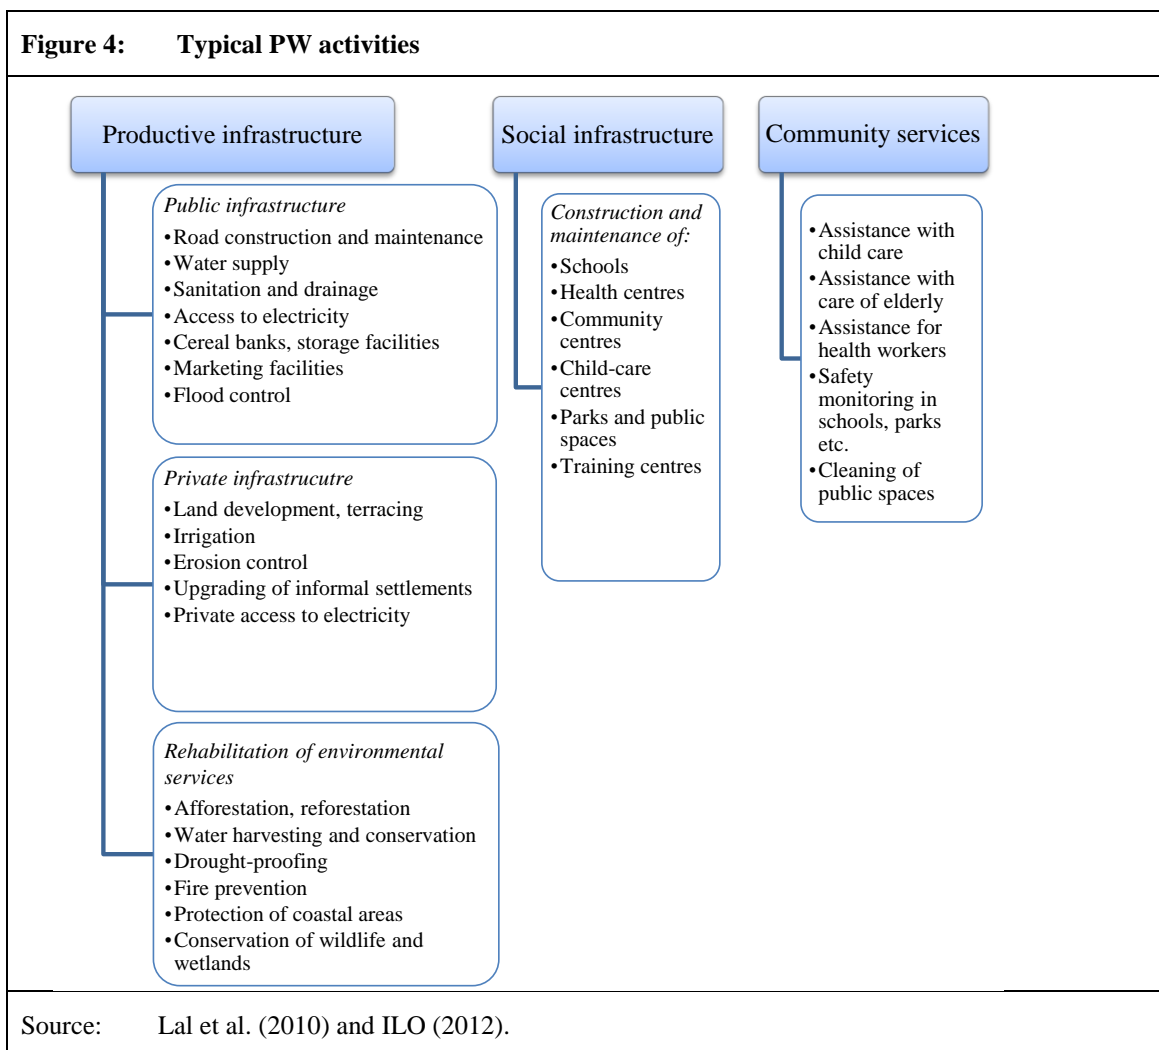 Figure 4: Typical PW activities
Productive infrastructure
Public infrastructure
•Road construction and maintenance
•Water supply
•Sanitation and drainage
•Access to electricity
•Cereal banks, storage facilities
•Marketing facilities
•Flood control
Private infrastrucutre
•Land development, terracing
•Irrigation
•Erosion control
•Upgrading of informal settlements
•Private access to electricity
Rehabilitation of environmental
services
•Afforestation, reforestation
•Water harvesting and conservation
•Drought-proofing
•Fire prevention
•Protection of coastal areas
•Conservation of wildlife and
wetlands
Social infrastructure
Construction and
maintenance of:
•Schools
•Health centres
•Community
centres
•Child-care
centres
•Parks and public
spaces
•Training centres
Community services
•Assistance with
child care
•Assistance with
care of elderly
•Assistance for
health workers
•Safety
monitoring in
schools, parks
etc.
•Cleaning of
public spaces
Source: Lal et al. (2010) and ILO (2012).